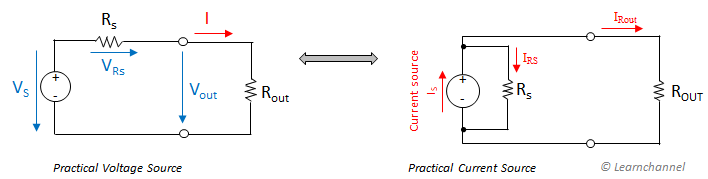 Rs
I
VRs
+
Vs
-
Vout
Rout
Practical Voltage Source
IRout
Current source
IRS
+
Is
-
Rs
ROUT
Practical Current Source
© Learnchannel